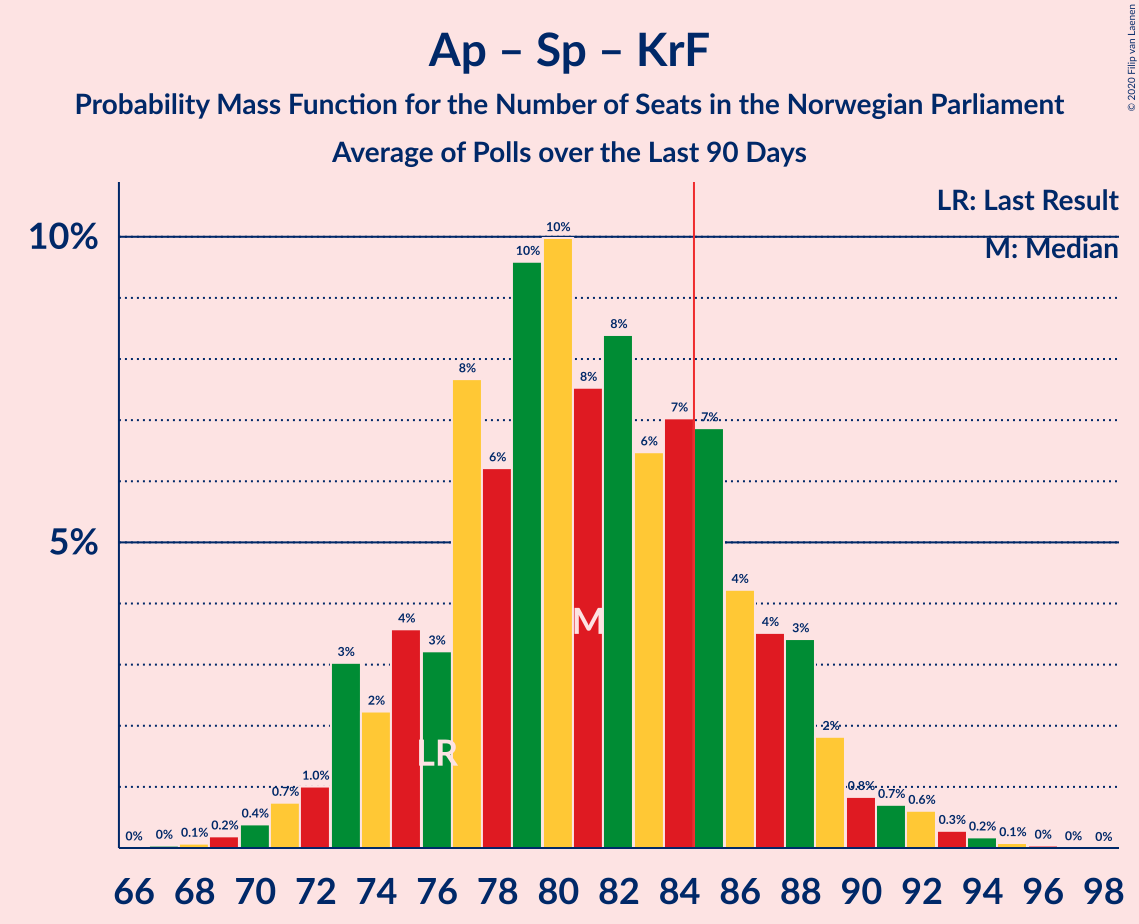 Ap – Sp – KrF
Probability Mass Function for the Number of Seats in the Norwegian Parliament
Average of Polls over the Last 90 Days
© 2020 Filip van Laenen
LR: Last Result
M: Median
10%
5%
0% 0% 0.1% 0.2% 0.4% 0.7% 1.0% 3% 2% 4% 3% 8% 6% 10% 10% 8% 8% 6% 7% 7% 4% 4% 3% 2% 0.8% 0.7% 0.6% 0.3% 0.2% 0.1% 0% 0% 0%
M
LR
66 68 70 72 74 76 78 80 82 84 86 88 90 92 94 96 98